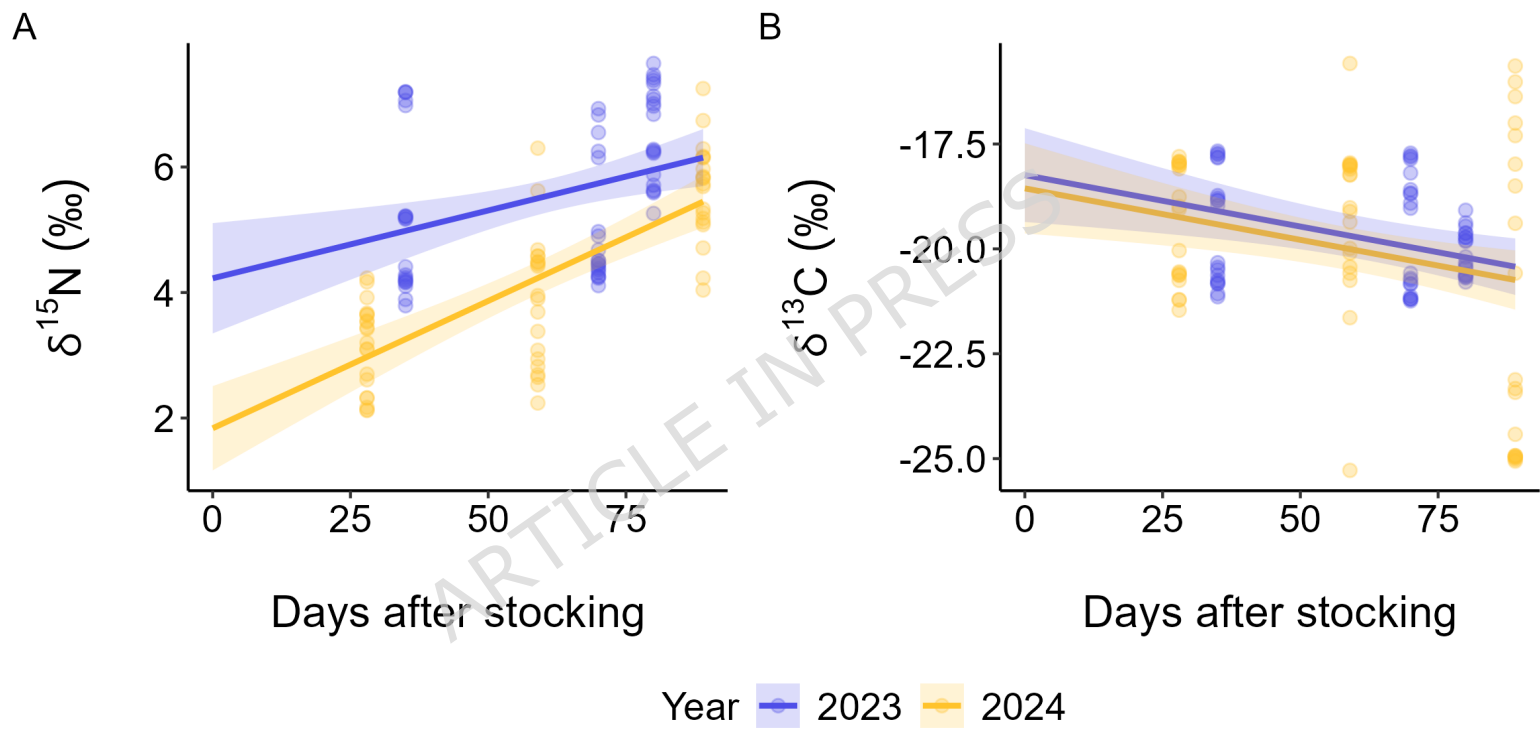 A
B
δ15N (‰)
6
4
2
0 25 50 75
Days after stocking
δ13C (‰)
-17.5
-20.0
-22.5
-25.0
0 25 50 75
Days after stocking
Year 2023 2024
ARTICLE IN PRESS